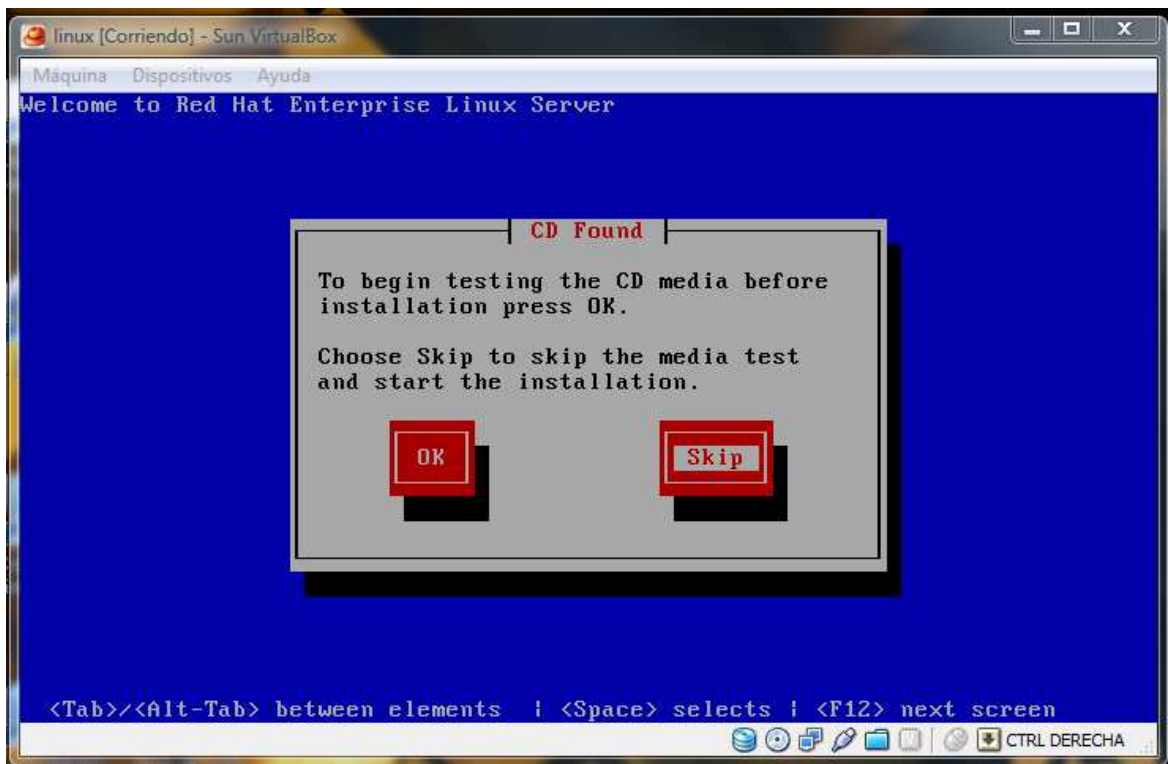 linux [Corriendo] - Sun VirtualBox
Máquina Dispositivos Ayuda
Welcome to Red Hat Enterprise Linux Server
CD Found
To begin testing the CD media before
installation press OK.
Choose Skip to skip the media test
and start the installation.
OK Skip
<Tab>/<Alt-Tab> between elements | <Space> selects | <F12> next screen
CTRL DERECHA